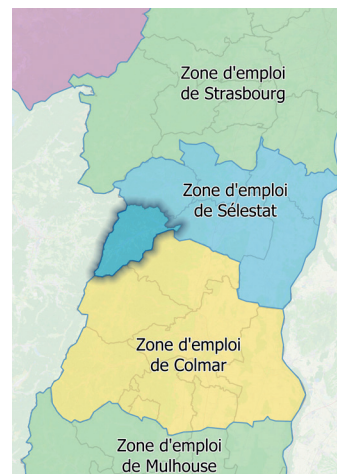 Zone d'emploi
de Strasbourg
Zone d'emploi
de Sélestat
Zone d'emploi
de Colmar
Zone d'emploi
de Mulhouse